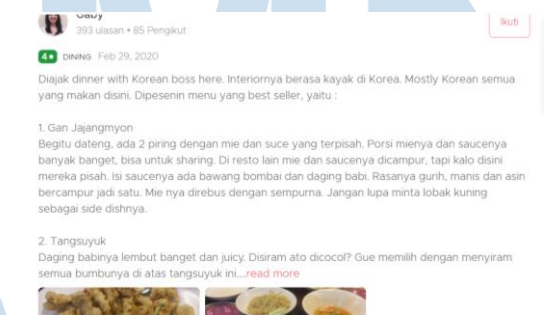 Gaby
393 ulasan • 85 Pengikut
Ikuti
4★ DINING Feb 29, 2020
Diajak dinner with Korean boss here. Interiornya berasa kayak di Korea. Mostly Korean semua
yang makan disini. Dipesenin menu yang best seller, yaitu :
1. Gan Jajangmyon
Begitu dateng, ada 2 piring dengan mie dan suce yang terpisah. Porsi mienya dan saucenya
banyak banget, bisa untuk sharing. Di resto lain mie dan saucenya dicampur, tapi kalo disini
mereka pisah. Isi saucenya ada bawang bombai dan daging babi. Rasanya gurih, manis dan asin
bercampur jadi satu. Mie nya direbus dengan sempurna. Jangan lupa minta lobak kuning
sebagai side dishnya.
2. Tangsuyuk
Daging babinya lembut banget dan juicy. Disiram ato dicocol? Gue memilih dengan menyiram
semua bumbunya di atas tangsuyuk ini....read more